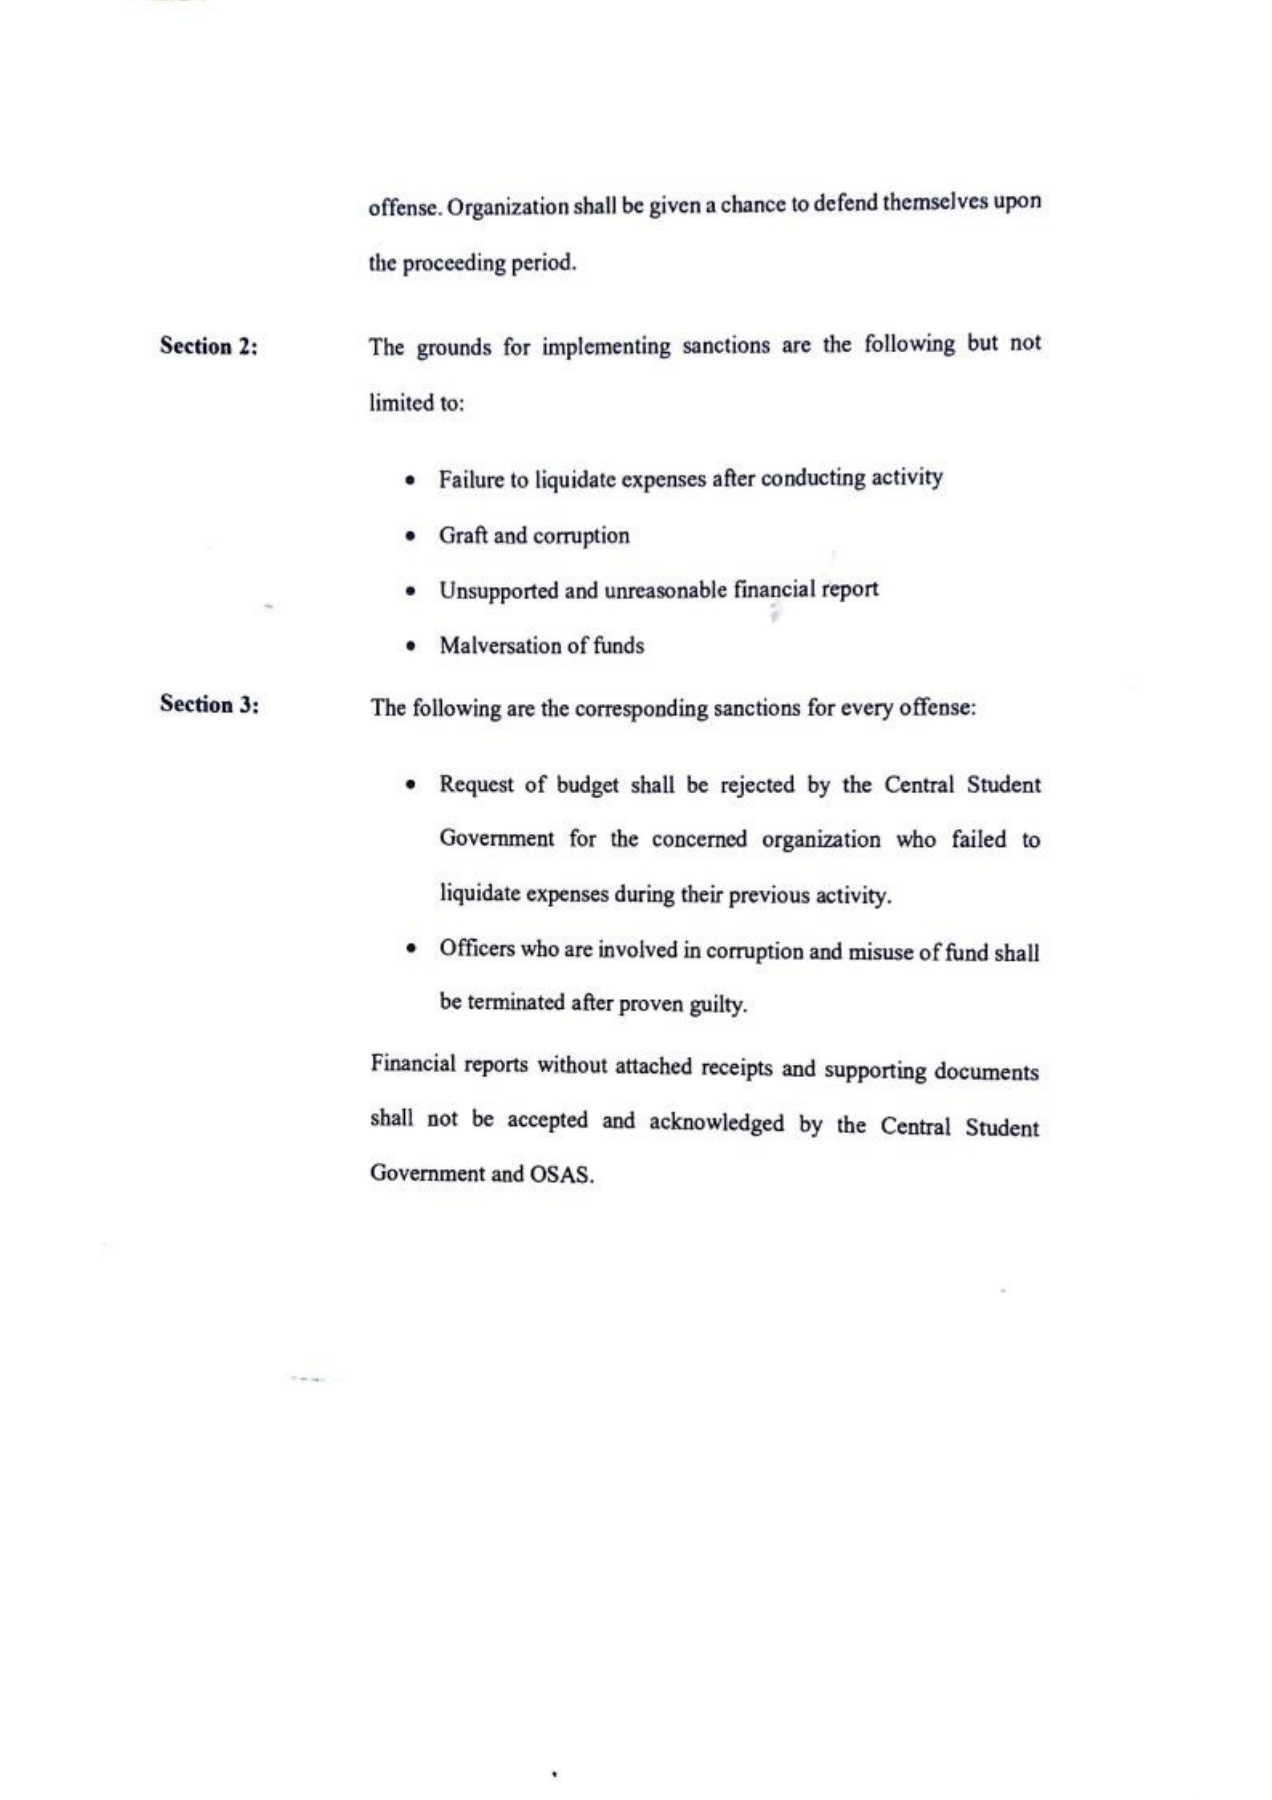 offense. Organization shall be given a chance to defend themselves upon
the proceeding period.
Section 2: The grounds for implementing sanctions are the following but not
limited to:
• Failure to liquidate expenses after conducting activity
• Graft and corruption
• Unsupported and unreasonable financial report
• Malversation of funds
Section 3: The following are the corresponding sanctions for every offense:
• Request of budget shall be rejected by the Central Student
Government for the concerned organization who failed to
liquidate expenses during their previous activity.
• Officers who are involved in corruption and misuse of fund shall
be terminated after proven guilty.
Financial reports without attached receipts and supporting documents
shall not be accepted and acknowledged by the Central Student
Government and OSAS.